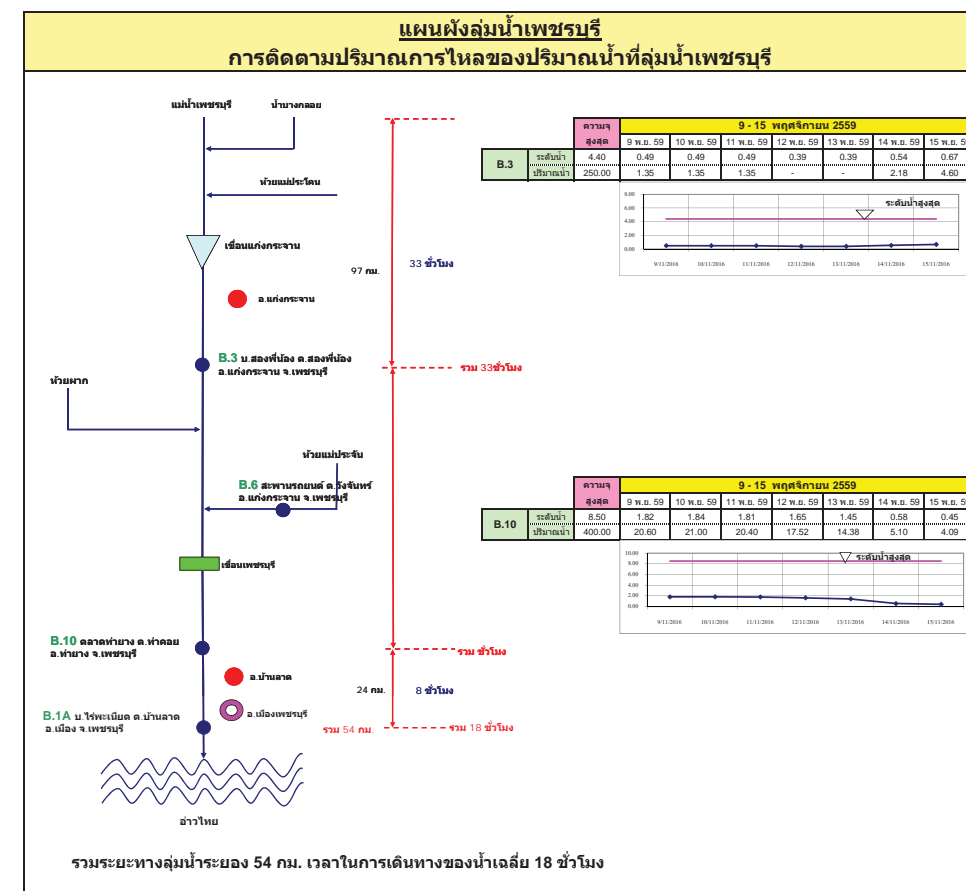 แผนผังลุ่มน้ำเพชรบุรี
การติดตามปริมาณการไหลของปริมาณน้ำที่ลุ่มน้ำเพชรบุรี
แม่น้ำเพชรบุรี น้ำบางกลอย
ห้วยแม่ประโดน
เขื่อนแก่งกระจาน
97 กม. 33 ชั่วโมง
อ.แก่งกระจาน
B.3 บ.สองพี่น้อง ต.สองพี่น้อง
อ.แก่งกระจาน จ.เพชรบุรี
รวม 33ชั่วโมง
ห้วยผาก
ห้วยแม่ประจัน
B.6 สะพานรถยนต์ ต.วังจันทร์
อ.แก่งกระจาน จ.เพชรบุรี
เขื่อนเพชรบุรี
B.10 ตลาดท่ายาง ต.ท่าคอย
อ.ท่ายาง จ.เพชรบุรี
รวม ชั่วโมง
อ.บ้านลาด
24 กม. 8 ชั่วโมง
อ.เมืองเพชรบุรี
B.1A บ.ไร่พะเนียด ต.บ้านลาด
อ.เมือง จ.เพชรบุรี
รวม 54 กม. รวม 18 ชั่วโมง
อ่าวไทย
รวมระยะทางลุ่มน้ำระยอง 54 กม. เวลาในการเดินทางของน้ำเฉลี่ย 18 ชั่วโมง
ความจุ 9 - 15 พฤศจิกายน 2559
สูงสุด 9 พ.ย. 59 10 พ.ย. 59 11 พ.ย. 59 12 พ.ย. 59 13 พ.ย. 59 14 พ.ย. 59 15 พ.ย. 59
B.3 ระดับน้ำ 4.40 0.49 0.49 0.49 0.39 0.39 0.54 0.67
ปริมาณน้ำ 250.00 1.35 1.35 1.35 - - 2.18 4.60
8.00
6.00
4.00
2.00
0.00
ระดับน้ำสูงสุด
9/11/2016 10/11/2016 11/11/2016 12/11/2016 13/11/2016 14/11/2016 15/11/2016
ความจุ 9 - 15 พฤศจิกายน 2559
สูงสุด 9 พ.ย. 59 10 พ.ย. 59 11 พ.ย. 59 12 พ.ย. 59 13 พ.ย. 59 14 พ.ย. 59 15 พ.ย. 59
B.10 ระดับน้ำ 8.50 1.82 1.84 1.81 1.65 1.45 0.58 0.45
ปริมาณน้ำ 400.00 20.60 21.00 20.40 17.52 14.38 5.10 4.09
10.00
8.00
6.00
4.00
2.00
0.00
ระดับน้ำสูงสุด
9/11/2016 10/11/2016 11/11/2016 12/11/2016 13/11/2016 14/11/2016 15/11/2016